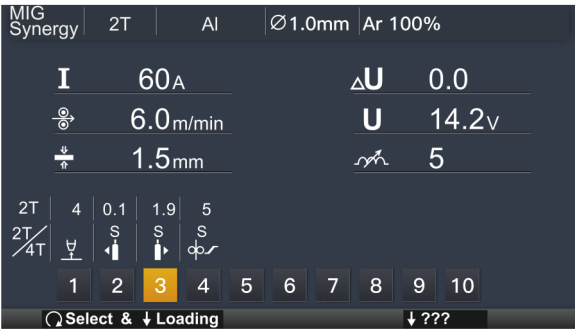 MIG Synergy 2T Al Ø1.0mm Ar 100%
I 60A ΔU 0.0
6.0m/min U 14.2V
1.5mm 5
2T 4 0.1 1.9 5
2T/4T S S S
1 2 3 4 5 6 7 8 9 10
Select & ↓ Loading ↓ ???